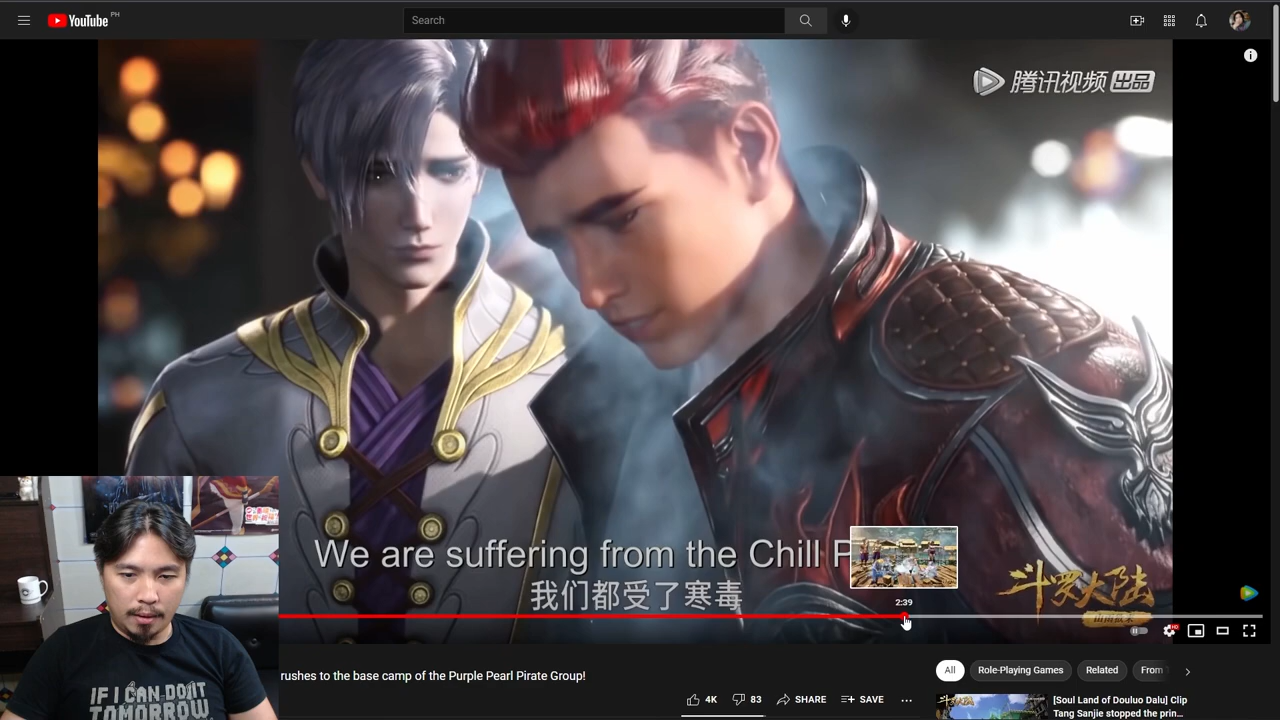 YouTube PH
Search
腾讯视频 出品
We are suffering from the Chill P
我们都受了寒毒
斗罗大陆
2:39
HD
rushes to the base camp of the Purple Pearl Pirate Group!
4K
83
SHARE
SAVE
All
Role-Playing Games
Related
From
[Soul Land of Douluo Dalu] Clip
Tang Sanjie stopped the prin...
IF I CAN DO IT
TOMORROW